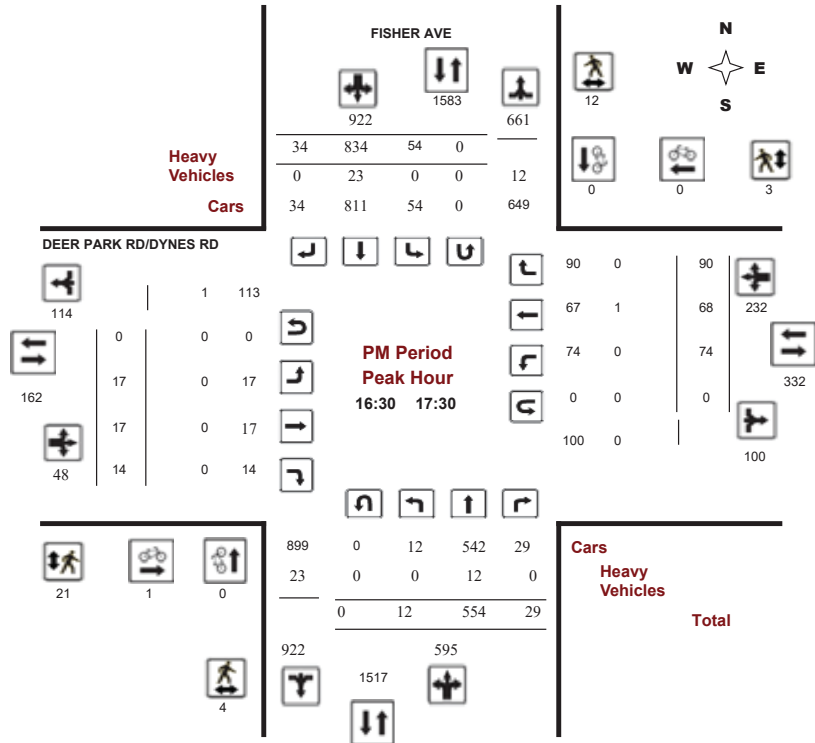 FISHER AVE
N
W E
S
1583
12
922 661
34 834 54 0
Heavy
Vehicles
0 23 0 0 12
Cars
34 811 54 0 649
0 0 3
DEER PARK RD/DYNES RD
114
1 113
162
0 0 0
17 0 17
17 0 17
48
14 0 14
PM Period
Peak Hour
16:30 17:30
90 0 90
232
67 1 68
74 0 74
332
0 0 0
100 0
100
899 0 12 542 29
Cars
23 0 0 12 0
Heavy
Vehicles
0 12 554 29
Total
21 1 0
922 595
1517
4